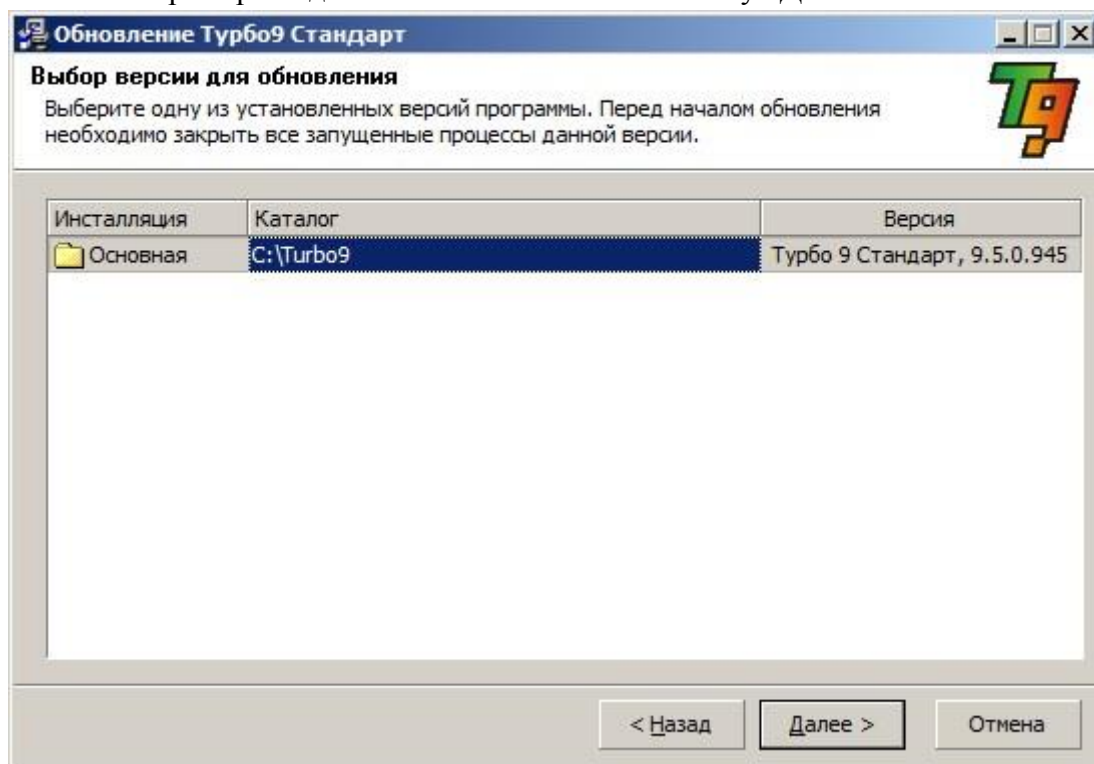 Обновление Турбо9 Стандарт
Выбор версии для обновления
Выберите одну из установленных версий программы. Перед началом обновления
необходимо закрыть все запущенные процессы данной версии.
T9
Инсталляция Каталог Версия
Основная C:\Turbo9 Турбо 9 Стандарт, 9.5.0.945
< Назад Далее > Отмена